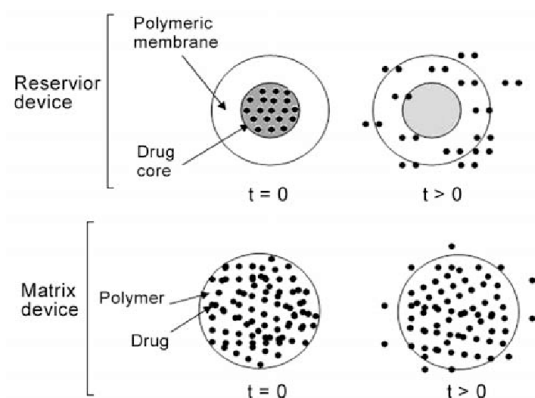 Polymeric
membrane
Reservior
device
Drug
core
t = 0
t > 0
Matrix
device
Polymer
Drug
t = 0
t > 0